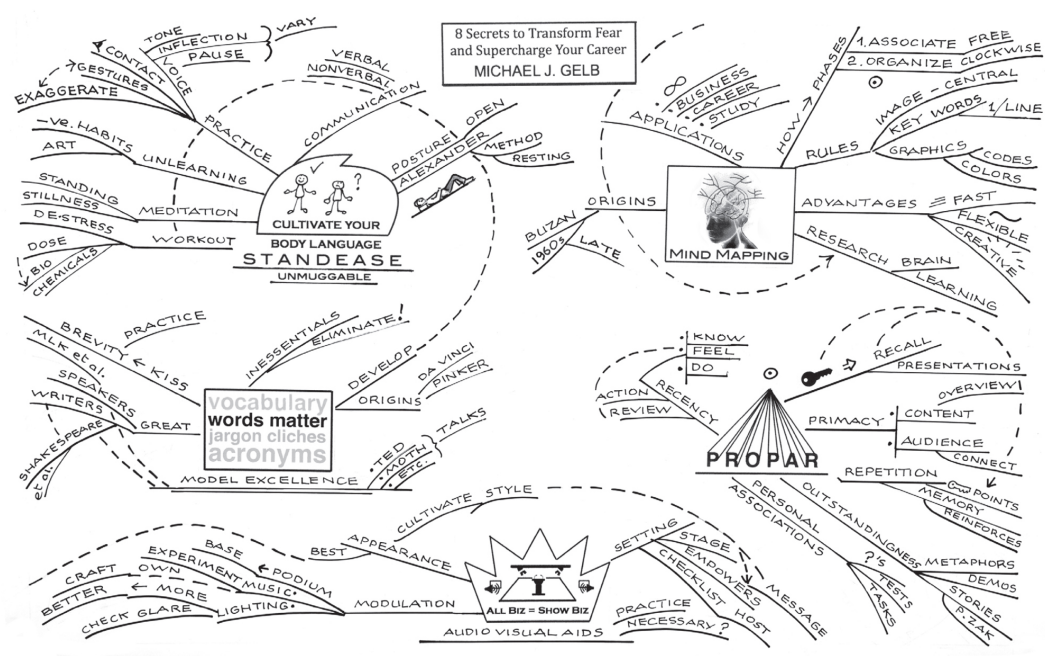 8 Secrets to Transform Fear
and Supercharge Your Career
MICHAEL J. GELB
TONE
INFLECTION
PAUSE
VARY
VOICE
CONTACT
GESTURES
EXAGGERATE
PRACTICE
-VE. HABITS
ART
UNLEARNING
STANDING
STILLNESS
MEDITATION
DE-STRESS
DOSE
BIO
CHEMICALS
WORKOUT
VERBAL
NONVERBAL
COMMUNICATION
POSTURE
OPEN
ALEXANDER
METHOD
RESTING
✓
?
CULTIVATE YOUR
BODY LANGUAGE
STANDEASE
UNMUGGABLE
HOW → PHASES
1. ASSOCIATE FREE
2. ORGANIZE CLOCKWISE
∞
• BUSINESS
• CAREER
• STUDY
APPLICATIONS
RULES
IMAGE - CENTRAL
KEY WORDS
1/LINE
GRAPHICS
CODES
COLORS
ORIGINS
BUZAN
1960s
LATE
ADVANTAGES
= FAST
FLEXIBLE
CREATIVE
RESEARCH
BRAIN
LEARNING
MIND MAPPING
PRACTICE
BREVITY ← KISS
MLK et al.
SPEAKERS
WRITERS
GREAT
SHAKESPEARE
et al.
INESSENTIALS
ELIMINATE!
DEVELOP
ORIGINS
DA VINCI
PINKER
vocabulary
words matter
jargon cliches
acronyms
MODEL EXCELLENCE
• TED
• MOTH
• ETC.
TALKS
• KNOW
FEEL
• DO
ACTION
REVIEW
RECENCY
RECALL
PRESENTATIONS
OVERVIEW
PRIMACY
• CONTENT
• AUDIENCE
CONNECT
PROPAR
REPETITION
POINTS
MEMORY
REINFORCES
PERSONAL
ASSOCIATIONS
OUTSTANDINGNESS
?'s
TESTS
TASKS
METAPHORS
DEMOS
STORIES
P. ZAK
CULTIVATE STYLE
BEST
APPEARANCE
BASE
EXPERIMENT
CRAFT OWN
MUSIC •
← PODIUM
BETTER ← MORE
CHECK GLARE
LIGHTING •
MODULATION
SETTING
STAGE
EMPOWERS
MESSAGE
CHECKLIST HOST
PRACTICE
NECESSARY?
ALL BIZ = SHOW BIZ
AUDIO VISUAL AIDS